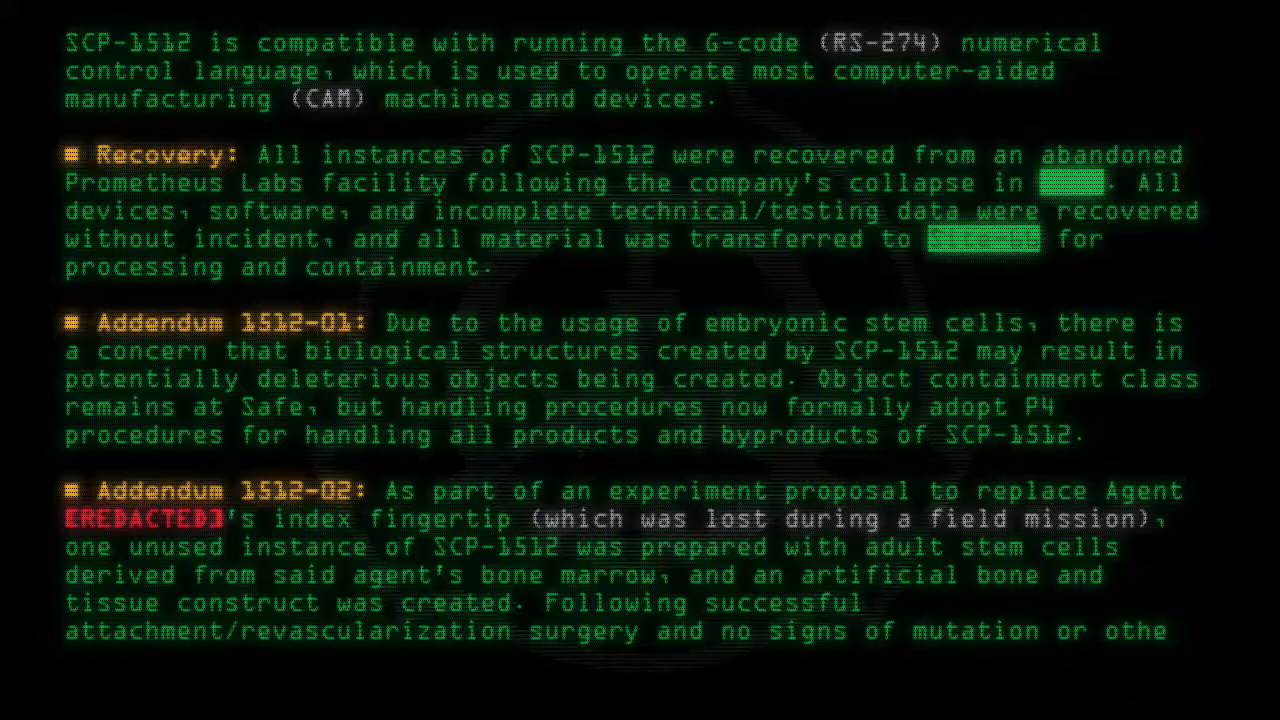 SCP-1512 is compatible with running the G-code (RS-274) numerical
control language, which is used to operate most computer-aided
manufacturing (CAM) machines and devices.
■ Recovery: All instances of SCP-1512 were recovered from an abandoned
Prometheus Labs facility following the company's collapse in ████. All
devices, software, and incomplete technical/testing data were recovered
without incident, and all material was transferred to ███████ for
processing and containment.
■ Addendum 1512-01: Due to the usage of embryonic stem cells, there is
a concern that biological structures created by SCP-1512 may result in
potentially deleterious objects being created. Object containment class
remains at Safe, but handling procedures now formally adopt P4
procedures for handling all products and byproducts of SCP-1512.
■ Addendum 1512-02: As part of an experiment proposal to replace Agent
[REDACTED]'s index fingertip (which was lost during a field mission),
one unused instance of SCP-1512 was prepared with adult stem cells
derived from said agent's bone marrow, and an artificial bone and
tissue construct was created. Following successful
attachment/revascularization surgery and no signs of mutation or othe